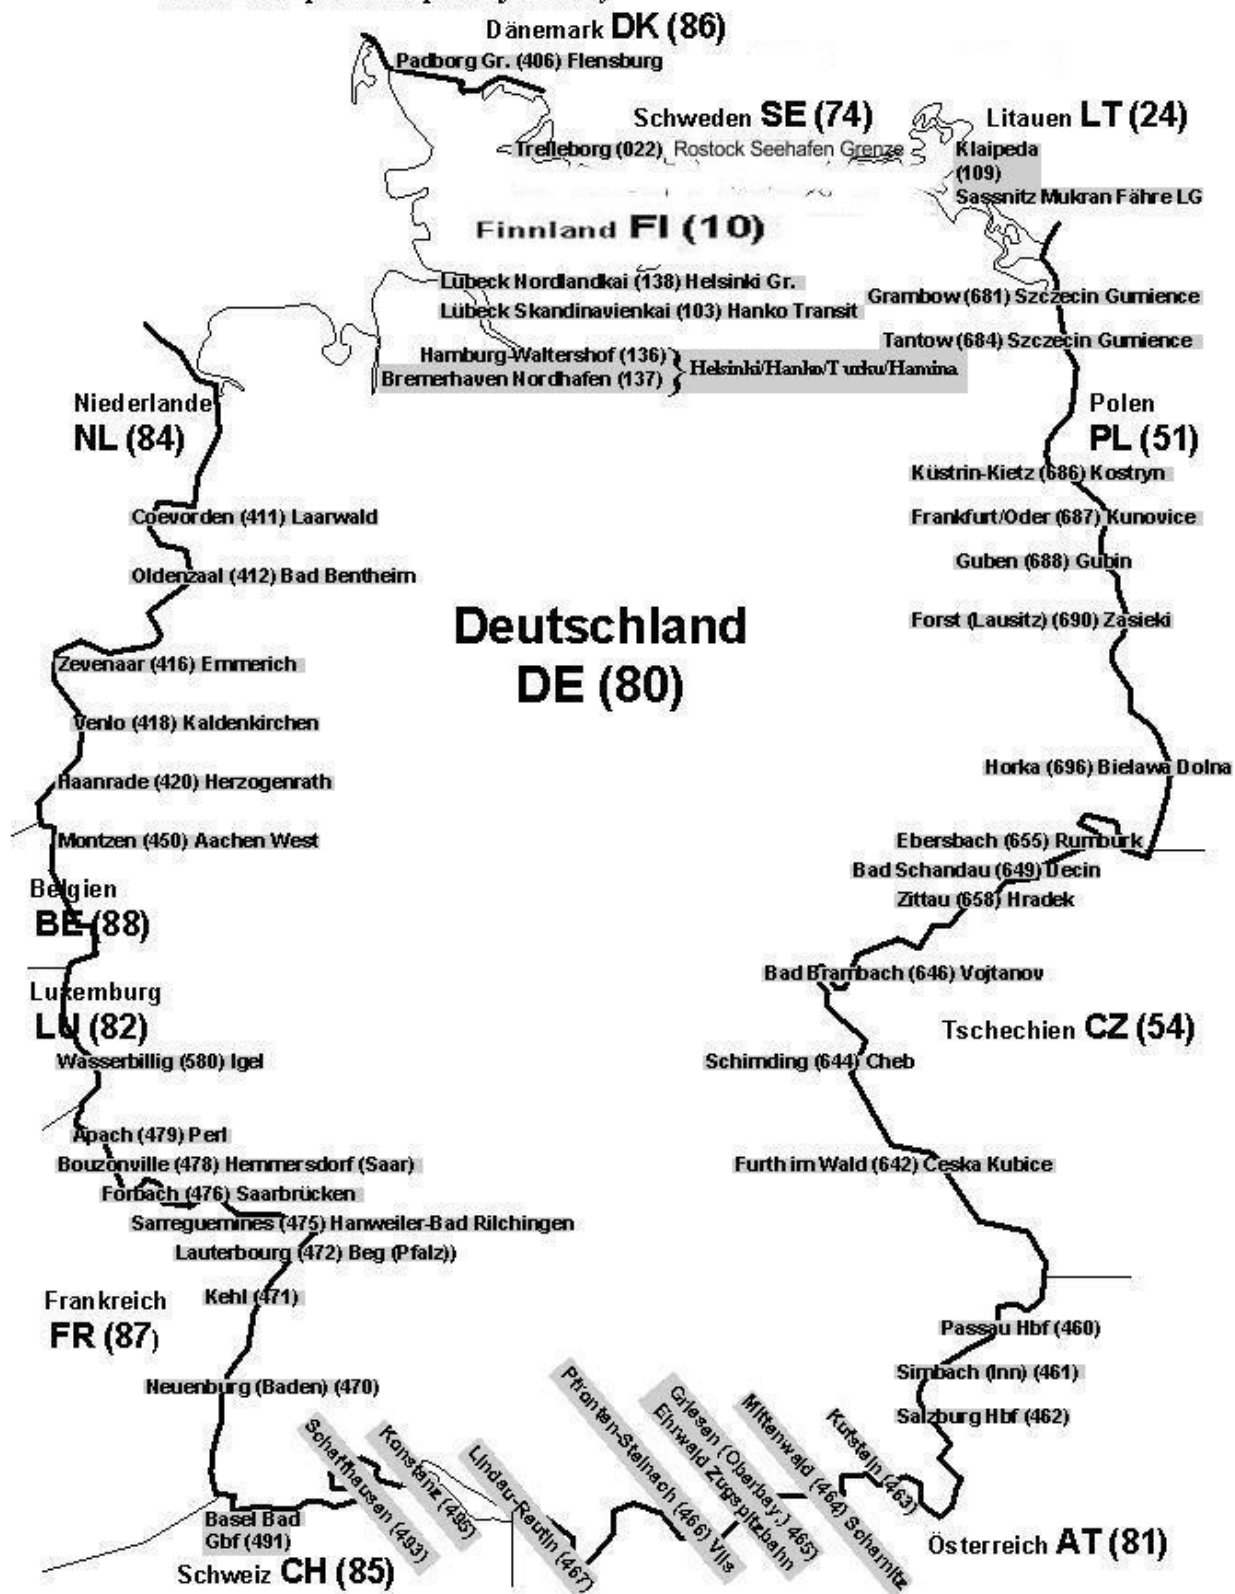 Dänemark DK (86)
Padborg Gr. (406) Flensburg
Schweden SE (74)
Litauen LT (24)
Trelleborg (022) Rostock Seehafen Grenze
Klaipeda
(109)
Sassnitz Mukran Fähre LG
Finnland FI (10)
Lübeck Nordlandkai (138) Helsinki Gr.
Grambow (681) Szczecin Gumience
Lübeck Skandinavienkai (103) Hanko Transit
Tantow (684) Szczecin Gumience
Hamburg-Waltershof (136)
Bremerhaven Nordhafen (137)
Helsinki/Hanko/Turku/Hamina
Niederlande
NL (84)
Polen
PL (51)
Küstrin-Kietz (686) Kostryn
Coevorden (411) Laarwald
Frankfurt/Oder (687) Kunovice
Guben (688) Gubin
Oldenzaal (412) Bad Bentheim
Forst (Lausitz) (690) Zasieki
Deutschland
DE (80)
Zevenaar (416) Emmerich
Venlo (418) Kaldenkirchen
Horka (696) Bielawa Dolna
Haanrade (420) Herzogenrath
Montzen (450) Aachen West
Ebersbach (655) Rumburk
Bad Schandau (649) Decin
Zittau (658) Hradek
Belgien
BE (88)
Bad Brambach (646) Vojtanov
Luxemburg
LU (82)
Tschechien CZ (54)
Wasserbillig (580) Igel
Schirnding (644) Cheb
Apach (479) Perl
Bouzonville (478) Hemmersdorf (Saar)
Furth im Wald (642) Ceska Kubice
Forbach (476) Saarbrücken
Sarreguemines (475) Hanweiler-Bad Rilchingen
Lauterbourg (472) Beg (Pfalz))
Kehl (471)
Frankreich
FR (87)
Passau Hbf (460)
Simbach (Inn) (461)
Neuenburg (Baden) (470)
Salzburg Hbf (462)
Schaffhausen (493)
Konstanz (495)
Lindau-Reutin (467)
Pfronten-Steinach (466) Vils
Griesen (Oberbay.) 465)
Ehrwald Zugspitzbahn
Mittenwald (464) Scharnitz
Kufstein (463)
Basel Bad
Gbf (491)
Schweiz CH (85)
Österreich AT (81)